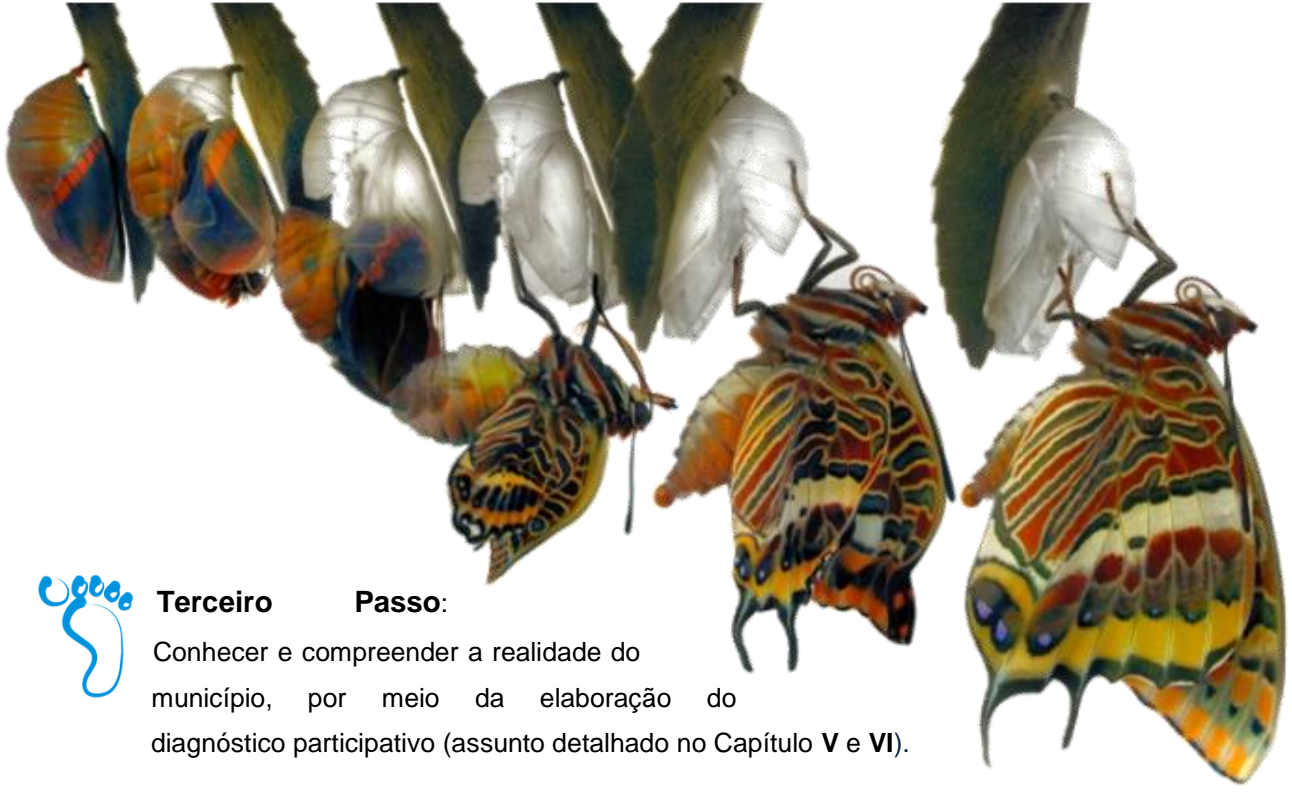 Terceiro Passo:
Conhecer e compreender a realidade do
município, por meio da elaboração do
diagnóstico participativo (assunto detalhado no Capítulo V e VI).